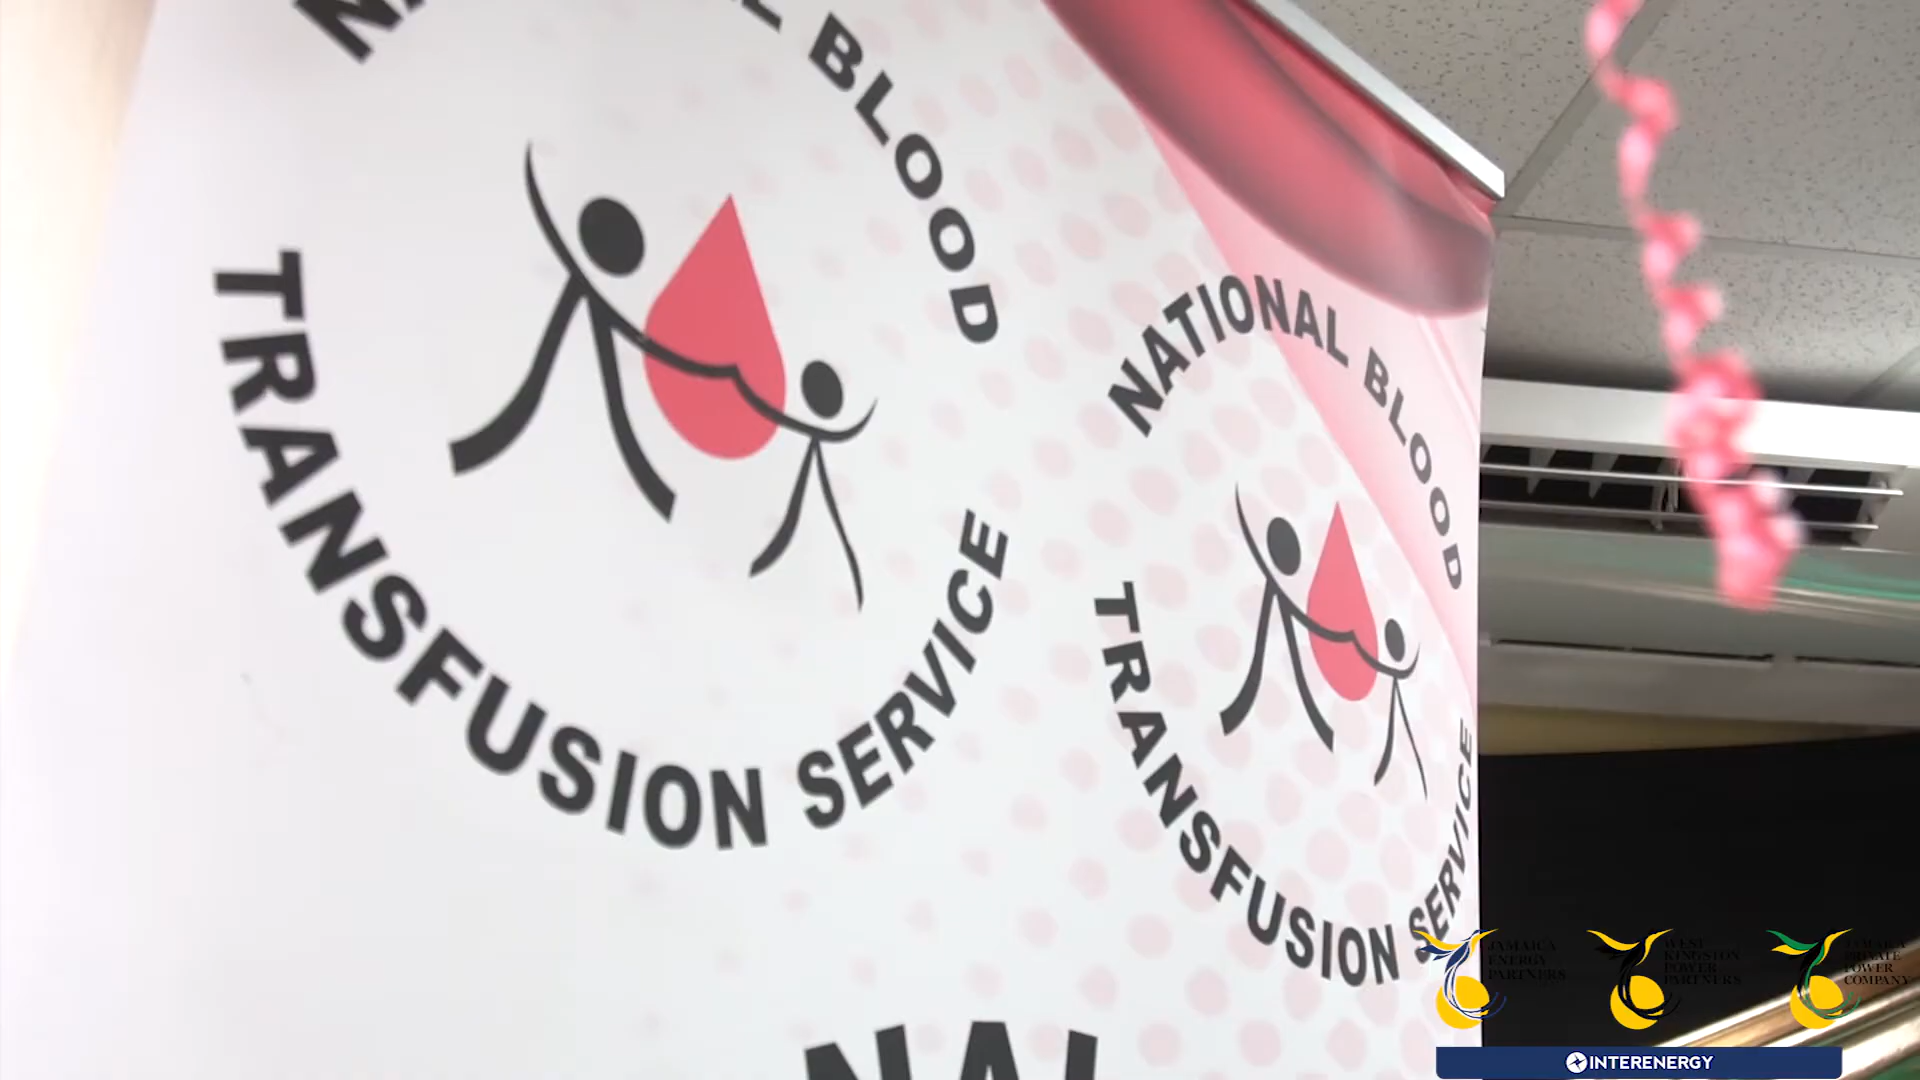 BLOOD
TRANSFUSION SERVICE
NATIONAL BLOOD
TRANSFUSION SERVICE
JAMAICA
ENERGY
PARTNERS
WEST
KINGSTON
POWER
PARTNERS
JAMAICA
PRIVATE
POWER
COMPANY
INTERENERGY